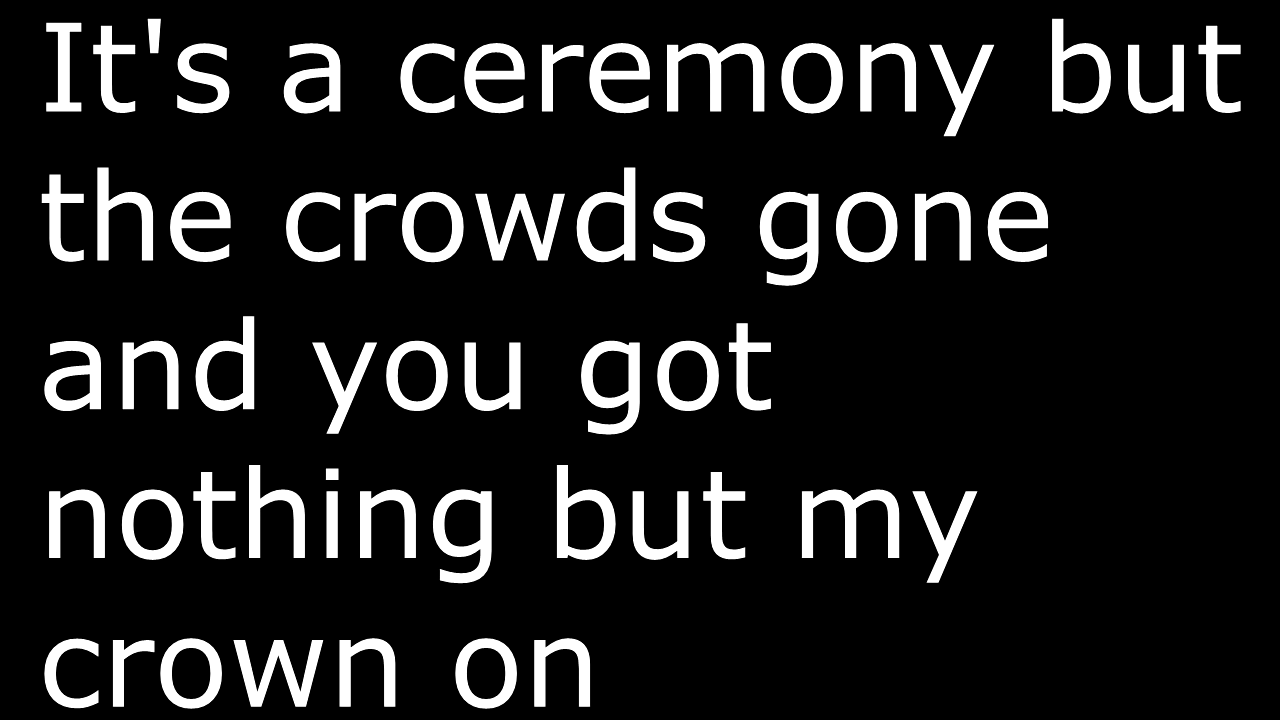 It's a ceremony but
the crowds gone
and you got
nothing but my
crown on